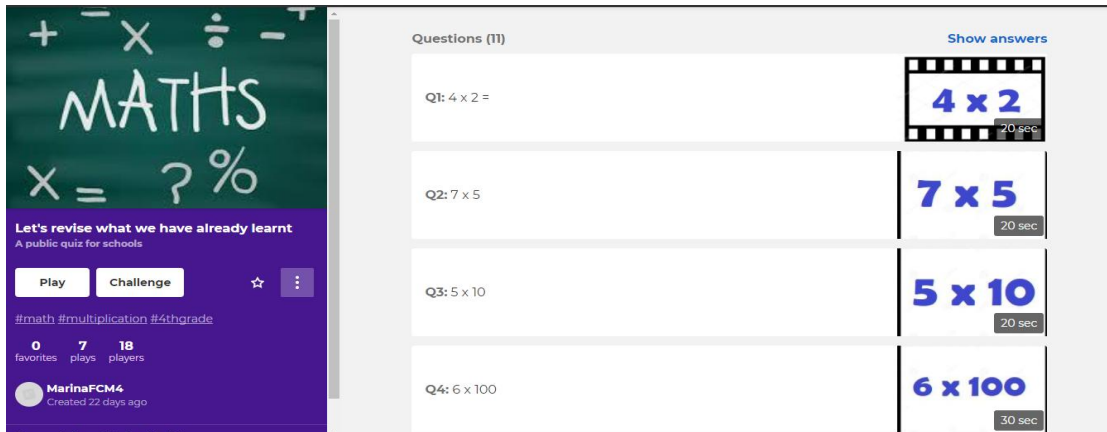 + − × ÷ − +
MATHS
× = ? %
Let's revise what we have already learnt
A public quiz for schools
Play Challenge
#math #multiplication #4thgrade
0 7 18
favorites plays players
MarinaFCM4
Created 22 days ago
Questions (11) Show answers
Q1: 4 x 2 =
4 x 2
20 sec
Q2: 7 x 5
7 x 5
20 sec
Q3: 5 x 10
5 x 10
20 sec
Q4: 6 x 100
6 x 100
30 sec